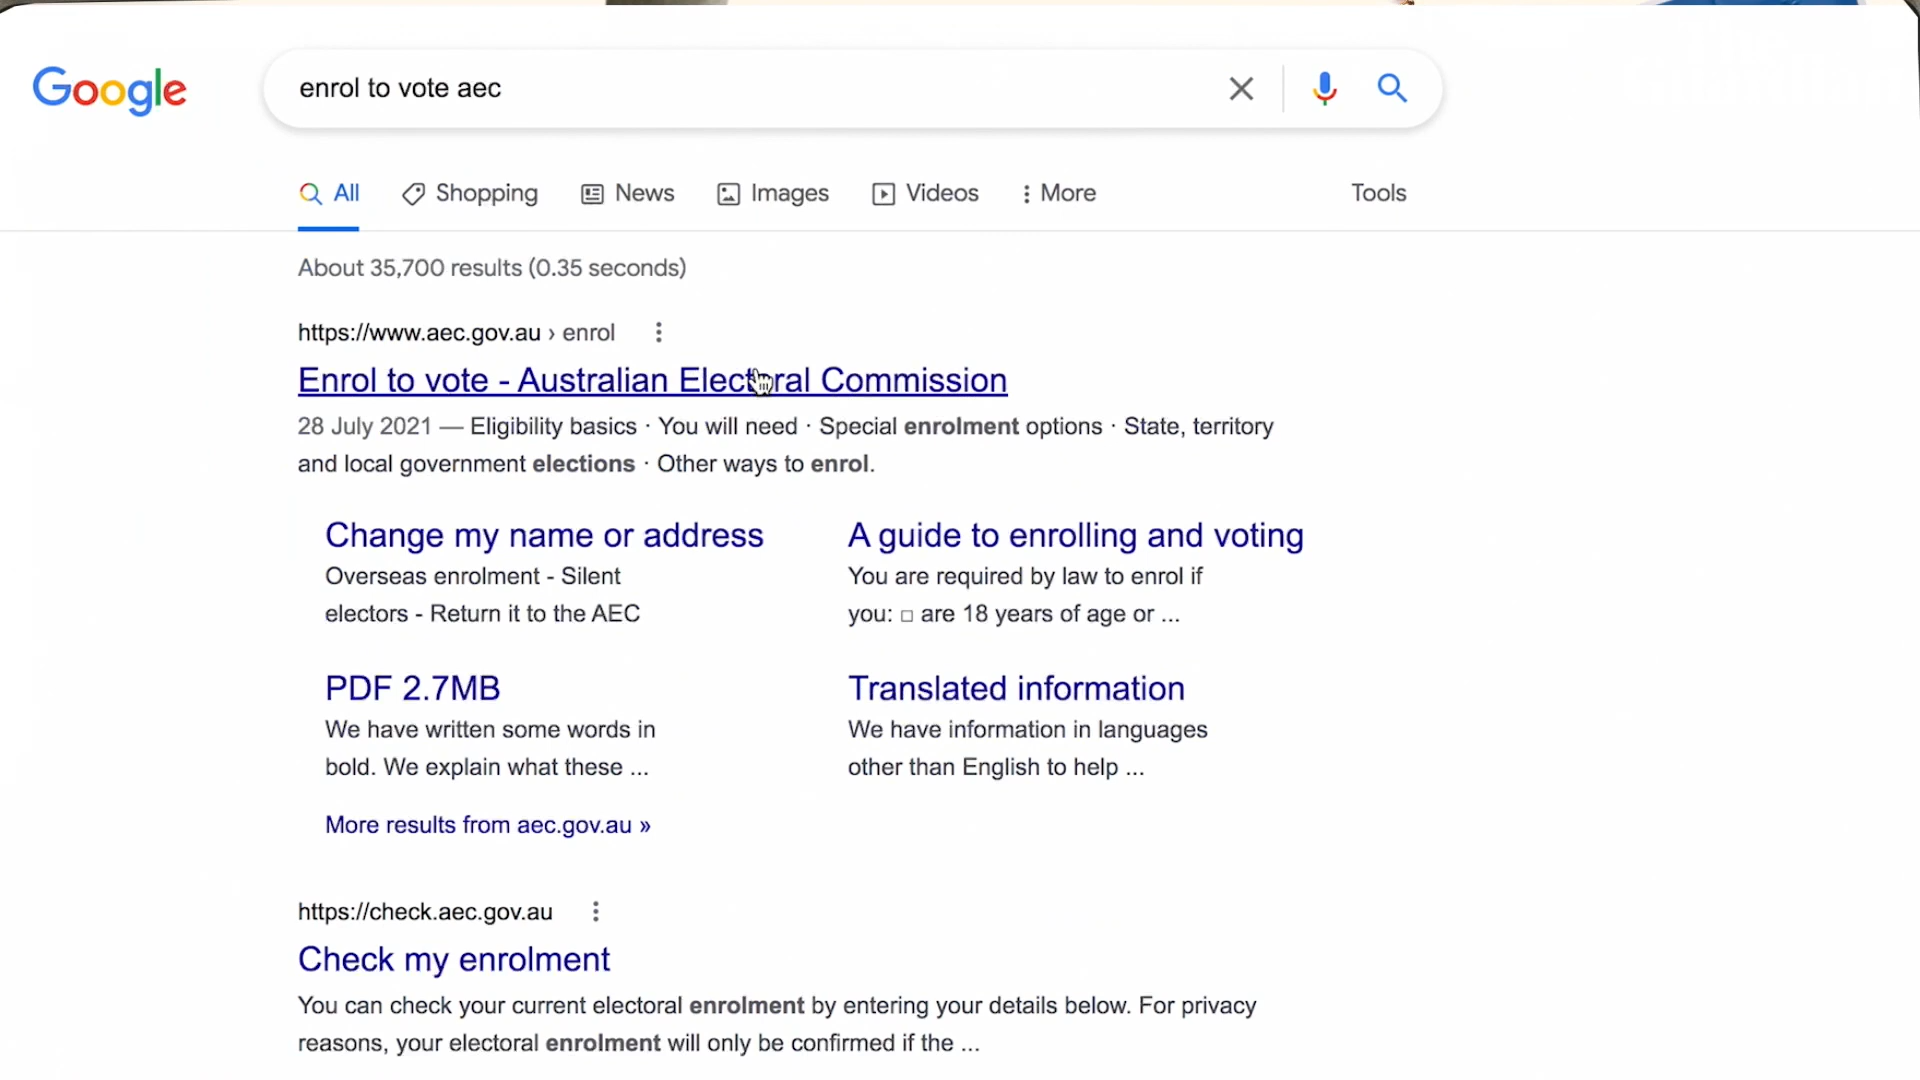 Google
enrol to vote aec
All Shopping News Images Videos More Tools
About 35,700 results (0.35 seconds)
https://www.aec.gov.au › enrol
Enrol to vote - Australian Electoral Commission
28 July 2021 — Eligibility basics · You will need · Special enrolment options · State, territory
and local government elections · Other ways to enrol.
Change my name or address
Overseas enrolment - Silent
electors - Return it to the AEC
A guide to enrolling and voting
You are required by law to enrol if
you: □ are 18 years of age or ...
PDF 2.7MB
We have written some words in
bold. We explain what these ...
Translated information
We have information in languages
other than English to help ...
More results from aec.gov.au »
https://check.aec.gov.au
Check my enrolment
You can check your current electoral enrolment by entering your details below. For privacy
reasons, your electoral enrolment will only be confirmed if the ...